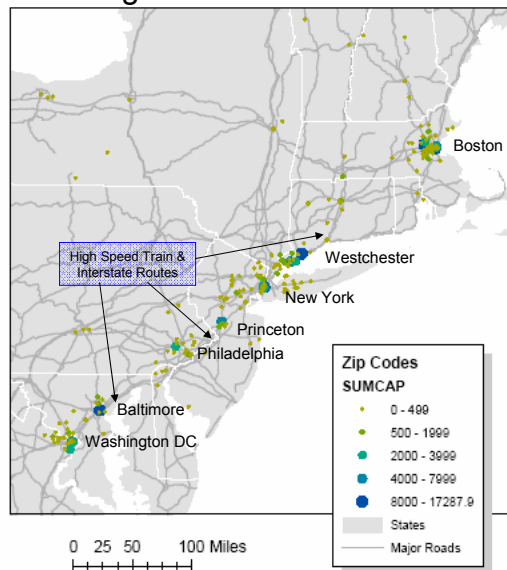 Boston
High Speed Train &
Interstate Routes
Westchester
New York
Princeton
Philadelphia
Baltimore
Washington DC
Zip Codes
SUMCAP
0 - 499
500 - 1999
2000 - 3999
4000 - 7999
8000 - 17287.9
States
Major Roads
0 25 50 100 Miles